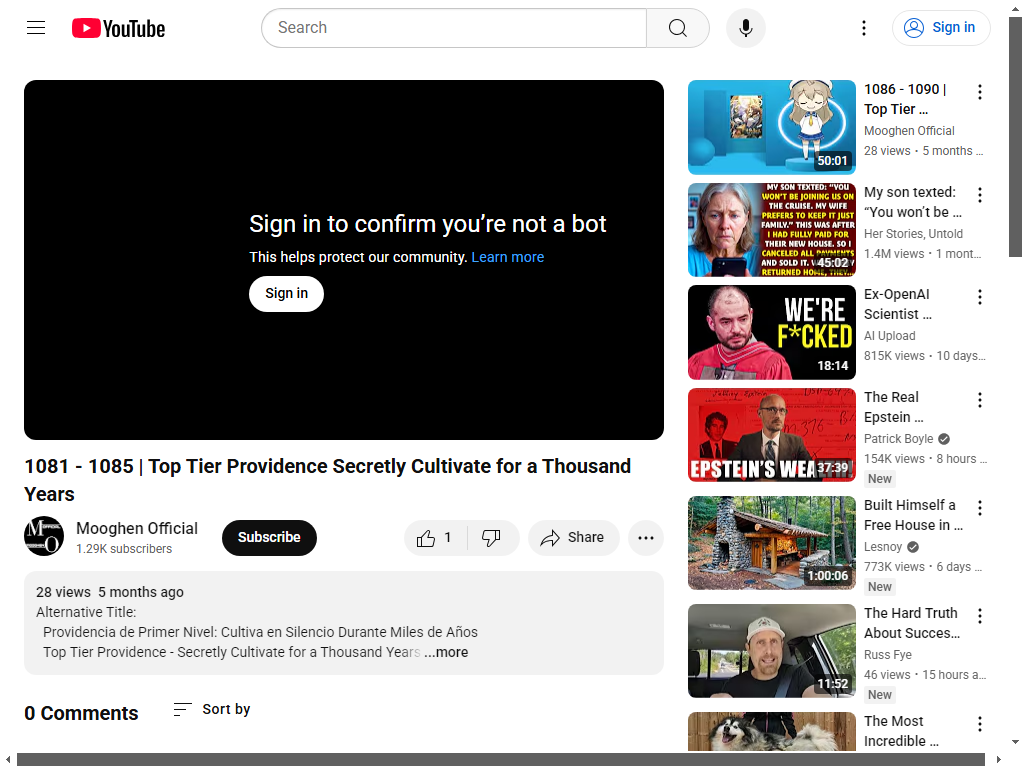 YouTube
Search
Sign in
Sign in to confirm you’re not a bot
This helps protect our community. Learn more
Sign in
1081 - 1085 | Top Tier Providence Secretly Cultivate for a Thousand
Years
Mooghen Official
1.29K subscribers
Subscribe
1
Share
28 views 5 months ago
Alternative Title:
Providencia de Primer Nivel: Cultiva en Silencio Durante Miles de Años
Top Tier Providence - Secretly Cultivate for a Thousand Years ...more
0 Comments
Sort by
50:01
1086 - 1090 |
Top Tier ...
Mooghen Official
28 views • 5 months ...
MY SON TEXTED: “YOU
WON’T BE JOINING US ON
THE CRUISE. MY WIFE
PREFERS TO KEEP IT JUST
FAMILY.” THIS WAS AFTER
I HAD FULLY PAID FOR
THEIR NEW HOUSE. SO I
CANCELED ALL PAYMENTS
AND SOLD IT.
RETURNED HOME, THEY...
45:02
My son texted:
“You won’t be ...
Her Stories, Untold
1.4M views • 1 mont...
WE'RE
F*CKED
18:14
Ex-OpenAI
Scientist ...
AI Upload
815K views • 10 days...
EPSTEIN'S
37:39
The Real
Epstein ...
Patrick Boyle
154K views • 8 hours ...
New
1:00:06
Built Himself a
Free House in ...
Lesnoy
773K views • 6 days ...
New
11:52
The Hard Truth
About Succes...
Russ Fye
46 views • 15 hours a...
New
The Most
Incredible ...